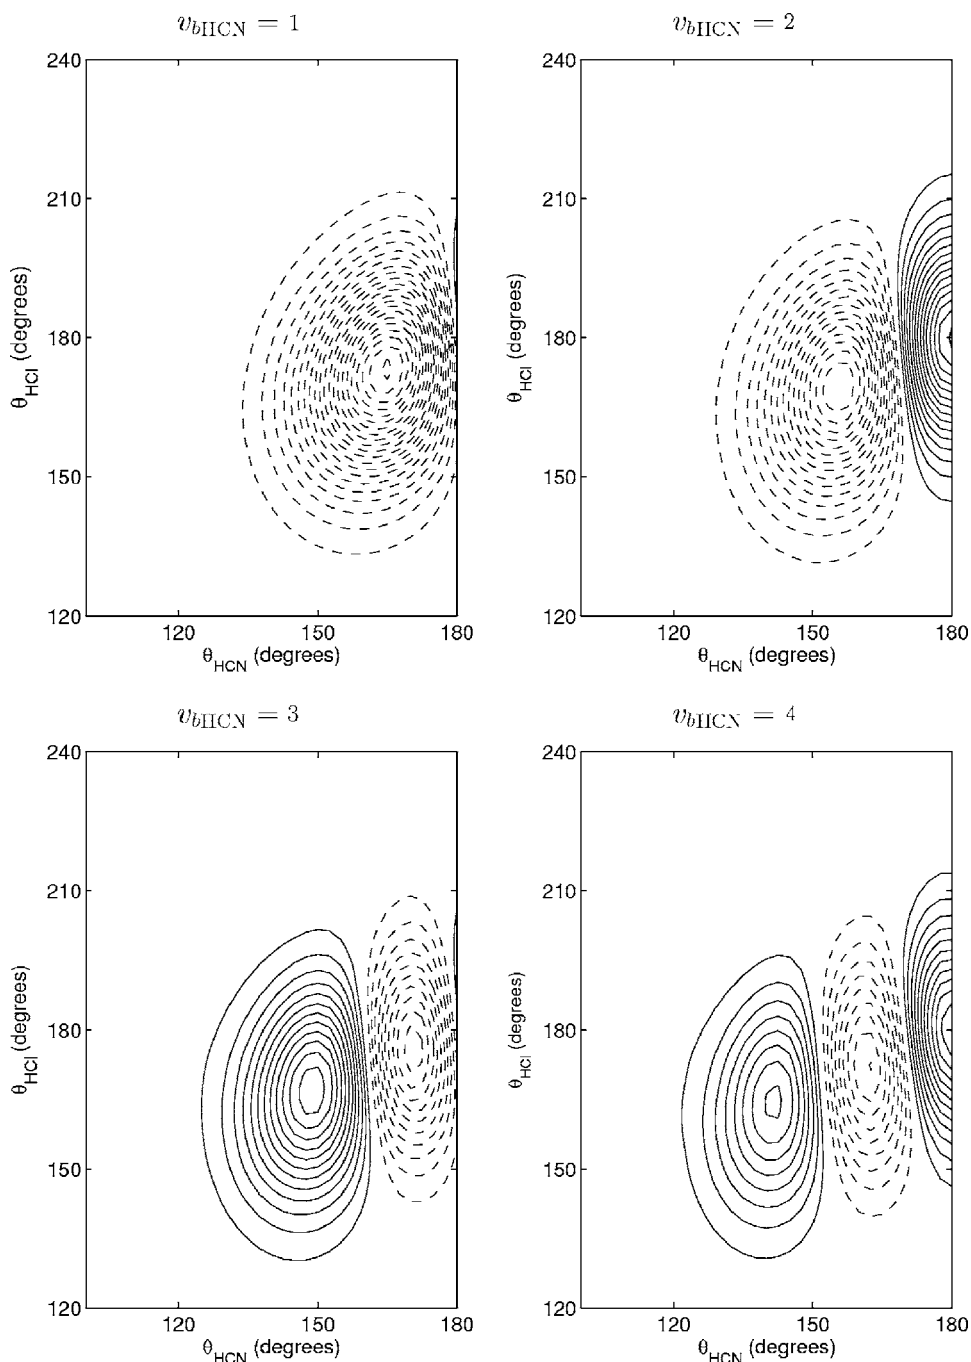 v_bHCN = 1
v_bHCN = 2
240
210
180
150
120
θ_HCl (degrees)
120
150
180
θ_HCN (degrees)
240
210
180
150
120
θ_HCl (degrees)
120
150
180
θ_HCN (degrees)
v_bHCN = 3
v_bHCN = 4
240
210
180
150
120
θ_HCl (degrees)
120
150
180
θ_HCN (degrees)
240
210
180
150
120
θ_HCl (degrees)
120
150
180
θ_HCN (degrees)